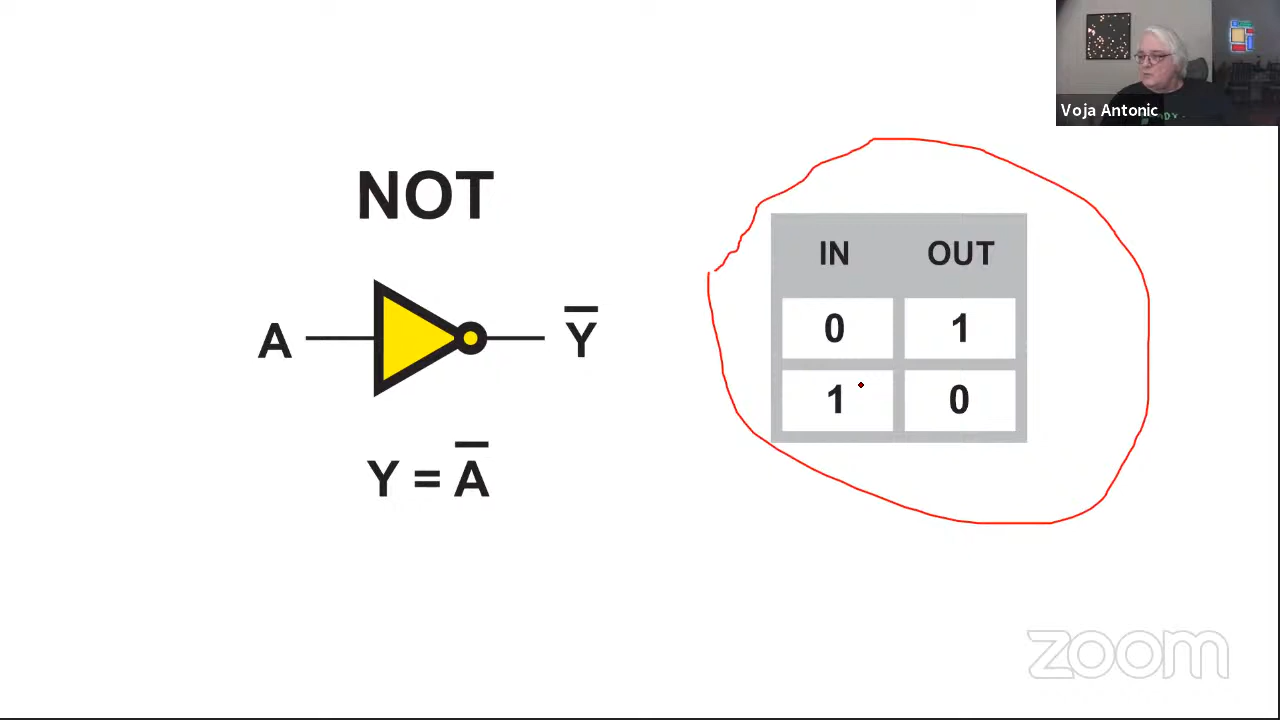 Voja Antonic
NOT
A
Y̅
Y = A̅
IN OUT
0 1
1 0
zoom